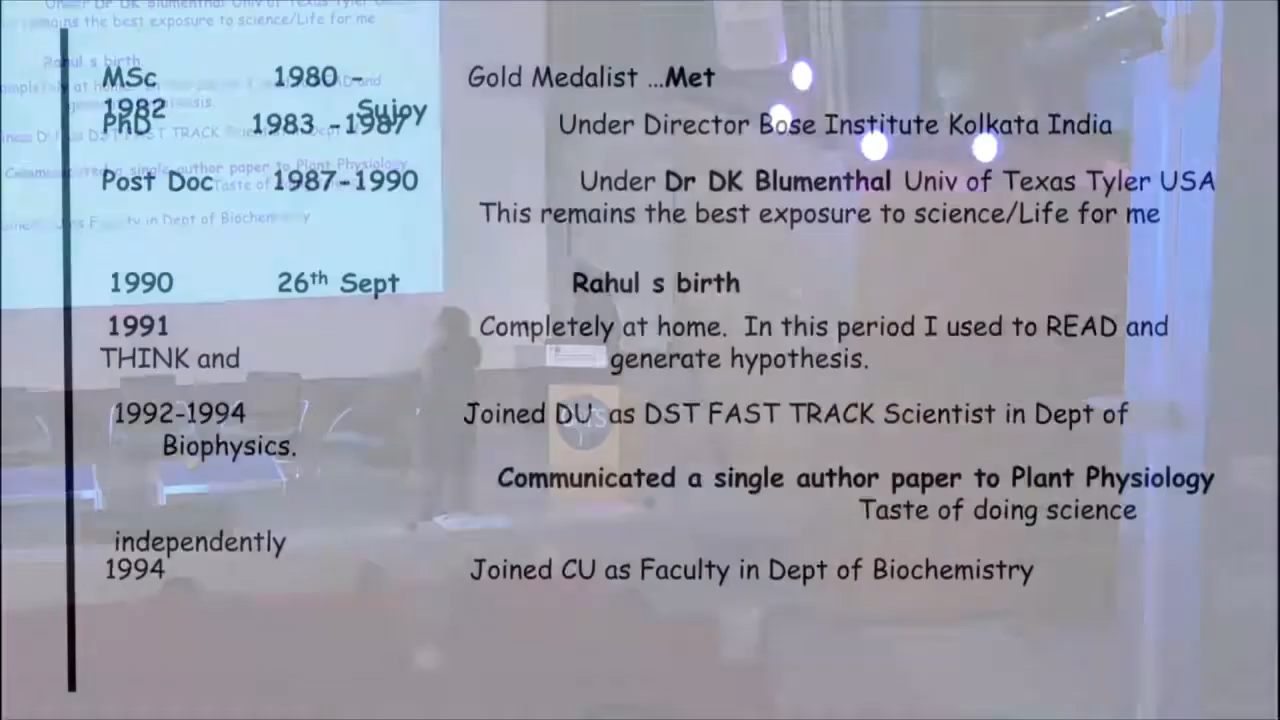 MSc 1980 - Gold Medalist ...Met
1982 Sujoy
PhD 1983 -1987 Under Director Bose Institute Kolkata India
Post Doc 1987-1990 Under Dr DK Blumenthal Univ of Texas Tyler USA
This remains the best exposure to science/Life for me
1990 26th Sept Rahul s birth
1991 Completely at home. In this period I used to READ and
THINK and generate hypothesis.
1992-1994 Joined DU as DST FAST TRACK Scientist in Dept of
Biophysics.
Communicated a single author paper to Plant Physiology
Taste of doing science
independently
1994 Joined CU as Faculty in Dept of Biochemistry